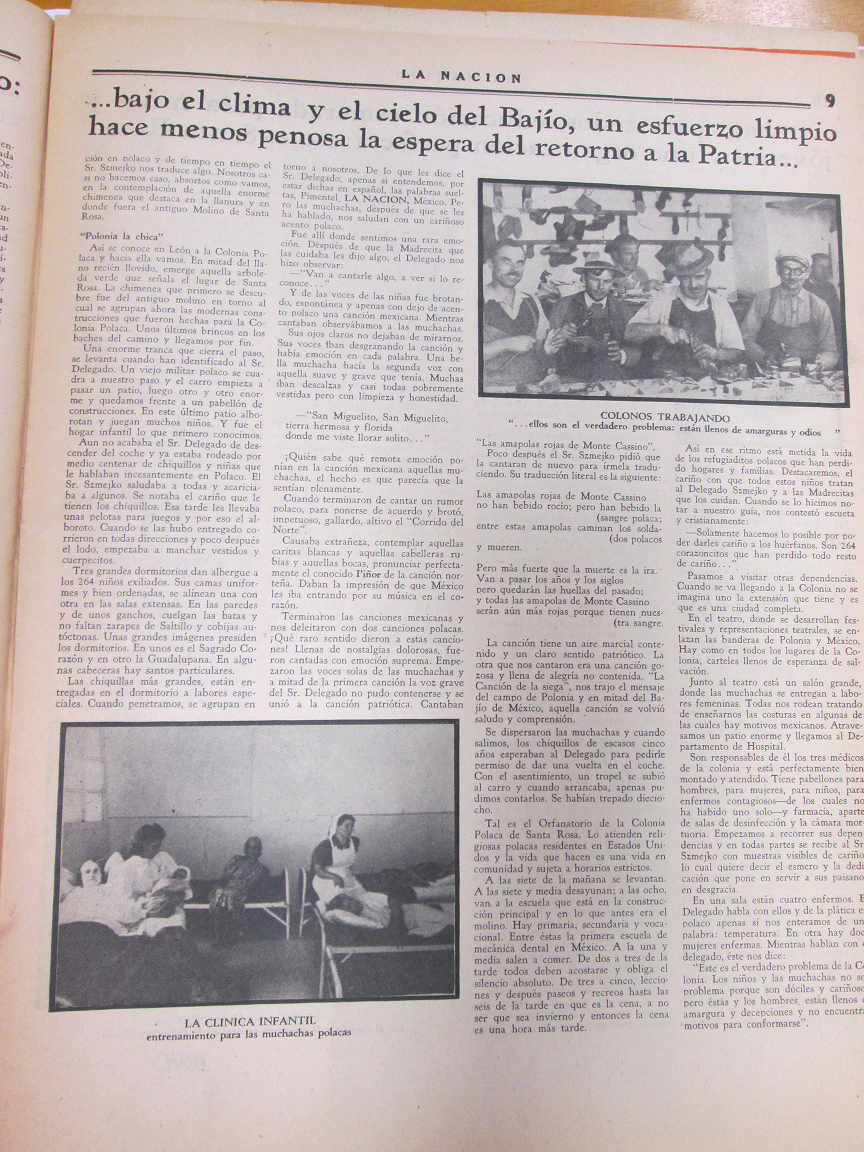 LA NACION
9
...bajo el clima y el cielo del Bajío, un esfuerzo limpio
hace menos penosa la espera del retorno a la Patria...
ción en polaco y de tiempo en tiempo el
Sr. Szmejko nos traduce algo. Nosotros ca-
si no hacemos caso, absortos como vamos,
en la contemplación de aquella enorme
chimenea que destaca en la llanura y en
donde fuera el antiguo Molino de Santa
Rosa.
"Polonia la chica"
Así se conoce en León a la Colonia Po-
laca y hacia ella vamos. En mitad del lla-
no recién llovido, emerge aquella arbole-
da verde que señala el lugar de Santa
Rosa. La chimenea que primero se descu-
bre fue del antiguo molino en torno al
cual se agrupan ahora las modernas cons-
trucciones que fueron hechas para la Co-
lonia Polaca. Unos últimos brincos en los
baches del camino y llegamos por fin.
Una enorme tranca que cierra el paso,
se levanta cuando han identificado al Sr.
Delegado. Un viejo militar polaco se cua-
dra a nuestro paso y el carro empieza a
pasar un patio, luego otro y otro enor-
me y quedamos frente a un pabellón de
construcciones. En este último patio albo-
rotan y juegan muchos niños. Y fue el
hogar infantil lo que primero conocimos.
Aun no acababa el Sr. Delegado de des-
cender del coche y ya estaba rodeado por
medio centenar de chiquillos y niñas que
le hablaban incesantemente en Polaco. El
Sr. Szmejko saludaba a todas y acaricia-
ba a algunos. Se notaba el cariño que le
tienen los chiquillos. Esa tarde les llevaba
unas pelotas para juegos y por eso el al-
boroto. Cuando se las hubo entregado co-
rrieron en todas direcciones y poco después
el lodo, empezaba a manchar vestidos y
cuerpecitos.
Tres grandes dormitorios dan albergue a
los 264 niños exiliados. Sus camas unifor-
mes y bien ordenadas, se alínean una con
otra en las salas extensas. En las paredes
y de unos ganchos, cuelgan las batas y
no faltan zarapes de Saltillo y cobijas au-
tóctonas. Unas grandes imágenes presiden
los dormitorios. En unos es el Sagrado Co-
razón y en otro la Guadalupana. En algu-
nas cabeceras hay santos particulares.
Las chiquillas más grandes, están en-
tregadas en el dormitorio a labores espe-
ciales. Cuando penetramos, se agrupan en
torno a nosotros. De lo que les dice el
Sr. Delegado, apenas si entendemos, por
estar dichas en español, las palabras suel-
tas, Pimentel, LA NACION, México. Pe-
ro las muchachas, después de que se les
ha hablado, nos saludan con un cariñoso
acento polaco.
Fue allí donde sentimos una rara emo-
ción. Después de que la Madrecita que
las cuidaba les dijo algo, el Delegado nos
hizo observar:
—"Van a cantarle algo, a ver si lo re-
conoce..."
Y de las voces de las niñas fue brotan-
do, espontánea y apenas con dejo de acen-
to polaco una canción mexicana. Mientras
cantaban observábamos a las muchachas.
Sus ojos claros no dejaban de mirarnos.
Sus voces iban desgranando la canción y
había emoción en cada palabra. Una be-
lla muchacha hacía la segunda voz con
aquella suave y grave que tenía. Muchas
iban descalzas y casi todas pobremente
vestidas pero con limpieza y honestidad.
—"San Miguelito, San Miguelito,
tierra hermosa y florida
donde me viste llorar solito..."
¡Quién sabe qué remota emoción po-
nían en la canción mexicana aquellas mu-
chachas, el hecho es que parecía que la
sentían plenamente.
Cuando terminaron de cantar un rumor
polaco, para ponerse de acuerdo y brotó,
impetuoso, gallardo, altivo el "Corrido del
Norte".
Causaba extrañeza, contemplar aquellas
caritas blancas y aquellas cabelleras ru-
bias y aquellas bocas, pronunciar perfecta-
mente el conocido Piñor de la canción nor-
teña. Daban la impresión de que México
les iba entrando por su música en el co-
razón.
Terminaron las canciones mexicanas y
nos deleitaron con dos canciones polacas.
¡Qué raro sentido dieron a estas cancio-
nes! Llenas de nostalgias dolorosas, fue-
ron cantadas con emoción suprema. Empe-
zaron las voces solas de las muchachas y
a mitad de la primera canción la voz grave
del Sr. Delegado no pudo contenerse y se
unió a la canción patriótica. Cantaban
COLONOS TRABAJANDO
"...ellos son el verdadero problema: están llenos de amarguras y odios "
"Las amapolas rojas de Monte Cassino".
Poco después el Sr. Szmejko pidió que
la cantaran de nuevo para írmela tradu-
ciendo. Su traducción literal es la siguiente:
Las amapolas rojas de Monte Cassino
no han bebido rocío; pero han bebido la
(sangre polaca;
entre estas amapolas caminan los solda-
(dos polacos
y mueren.
Pero más fuerte que la muerte es la ira.
Van a pasar los años y los siglos
pero quedarán las huellas del pasado;
y todas las amapolas de Monte Cassino
serán aún más rojas porque tienen nues-
(tra sangre.
La canción tiene un aire marcial conte-
nido y un claro sentido patriótico. La
otra que nos cantaron era una canción go-
zosa y llena de alegría no contenida. "La
Canción de la siega", nos trajo el mensaje
del campo de Polonia y en mitad del Ba-
jío de México, aquella canción se volvió
saludo y comprensión.
Se dispersaron las muchachas y cuando
salimos, los chiquillos de escasos cinco
años esperaban al Delegado para pedirle
permiso de dar una vuelta en el coche.
Con el asentimiento, un tropel se subió
al carro y cuando arrancaba, apenas pu-
dimos contarlos. Se habían trepado diecio-
cho.
Tal es el Orfanatorio de la Colonia
Polaca de Santa Rosa. Lo atienden reli-
giosas polacas residentes en Estados Uni-
dos y la vida que hacen es una vida en
comunidad y sujeta a horarios estrictos.
A las siete de la mañana se levantan.
A las siete y media desayunan; a las ocho,
van a la escuela que está en la construc-
ción principal y en lo que antes era el
molino. Hay primaria, secundaria y voca-
cional. Entre éstas la primera escuela de
mecánica dental en México. A la una y
media salen a comer. De dos a tres de la
tarde todos deben acostarse y obliga el
silencio absoluto. De tres a cinco, leccio-
nes y después paseos y recreos hasta las
seis de la tarde en que es la cena, a no
ser que sea invierno y entonces la cena
es una hora más tarde.
Así en ese ritmo está metida la vida
de los refugiaditos polacos que han perdi-
do hogares y familias. Destacaremos, el
cariño con que todos estos niños tratan
al Delegado Szmejko y a las Madrecitas
que los cuidan. Cuando se lo hicimos no-
tar a nuestro guía, nos contestó escueta
y cristianamente:
—Solamente hacemos lo posible por po-
der darles cariño a los huérfanos. Son 264
corazoncitos que han perdido todo resto
de cariño..."
Pasamos a visitar otras dependencias.
Cuando se va llegando a la Colonia no se
imagina uno la extensión que tiene y es
que es una ciudad completa.
En el teatro, donde se desarrollan fes-
tivales y representaciones teatrales, se en-
lazan las banderas de Polonia y México.
Hay como en todos los lugares de la Co-
lonia, carteles llenos de esperanza de sal-
vación.
Junto al teatro está un salón grande,
donde las muchachas se entregan a labo-
res femeninas. Todas nos rodean tratando
de enseñarnos las costuras en algunas de
las cuales hay motivos mexicanos. Atrave-
samos un patio enorme y llegamos al De-
partamento de Hospital.
Son responsables de él los tres médicos
de la colonia y está perfectamente bien
montado y atendido. Tiene pabellones para
hombres, para mujeres, para niños, para
enfermos contagiosos—de los cuales no
ha habido uno solo—y farmacia, aparte
de salas de desinfección y la cámara mor-
tuoria. Empezamos a recorrer sus depen-
dencias y en todas partes se recibe al Sr
Szmejko con muestras visibles de cariño
lo cual quiere decir el esmero y la dedi
cación que pone en servir a sus paisano
en desgracia.
En una sala están cuatro enfermos. E
Delegado habla con ellos y de la plática e
polaco apenas si nos enteramos de un
palabra: temperatura. En otra hay doc
mujeres enfermas. Mientras hablan con e
delegado, éste nos dice:
"Este es el verdadero problema de la Co
lonia. Los niños y las muchachas no se
problema porque son dóciles y cariñoso
pero éstas y los hombres, están llenos d
amargura y decepciones y no encuentra
motivos para conformarse".
LA CLINICA INFANTIL
entrenamiento para las muchachas polacas